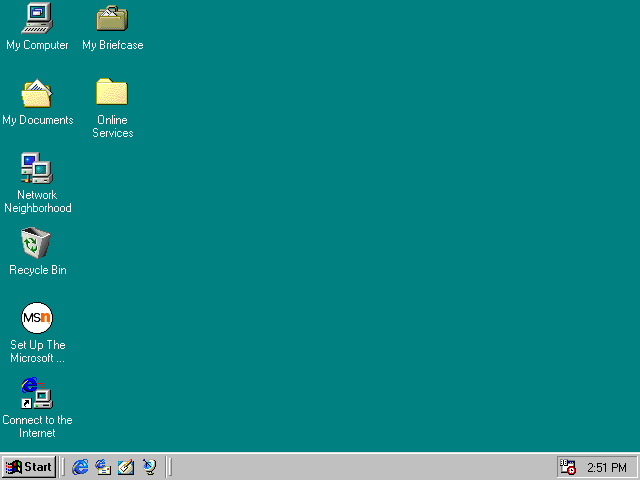 My Computer
My Briefcase
My Documents
Online
Services
Network
Neighborhood
Recycle Bin
MSn
Set Up The
Microsoft ...
Connect to the
Internet
Start
2:51 PM